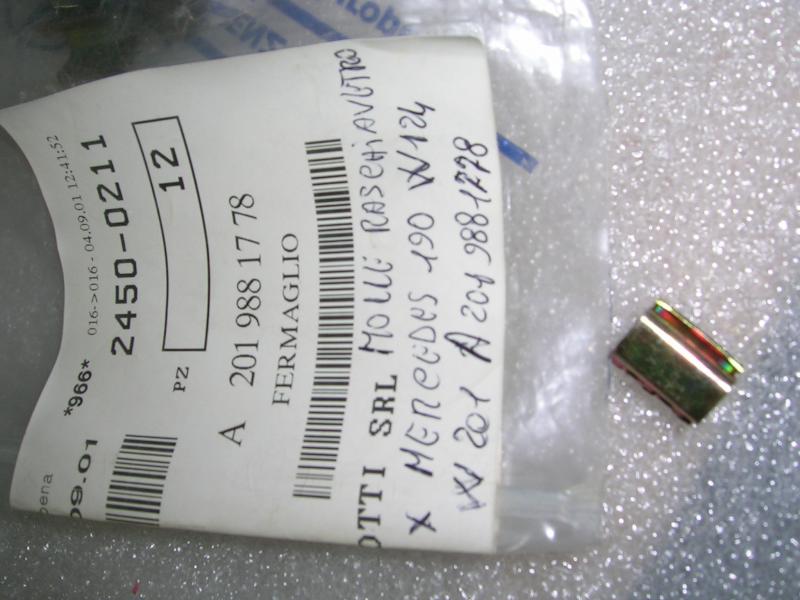 016->016 - 04.09.01 12:41:52
*966*
2450-0211
09.01
PZ
12
A 201 988 17 78
FERMAGLIO
OTTI SRL
MOLLE RASCHIAVETRO
X MERCEDES 190 W124
W 201 A 201 988 1778